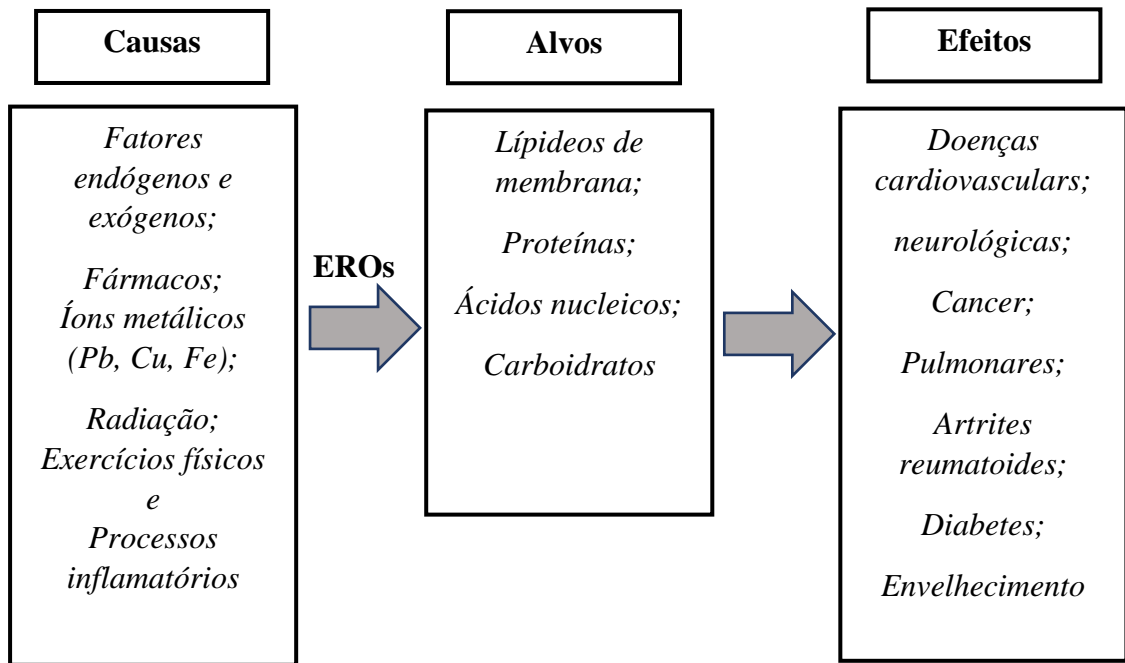 Causas
Fatores
endógenos e
exógenos;
Fármacos;
Íons metálicos
(Pb, Cu, Fe);
Radiação;
Exercícios físicos
e
Processos
inflamatórios
EROs
Alvos
Lípideos de
membrana;
Proteínas;
Ácidos nucleicos;
Carboidratos
Efeitos
Doenças
cardiovasculars;
neurológicas;
Cancer;
Pulmonares;
Artrites
reumatoides;
Diabetes;
Envelhecimento